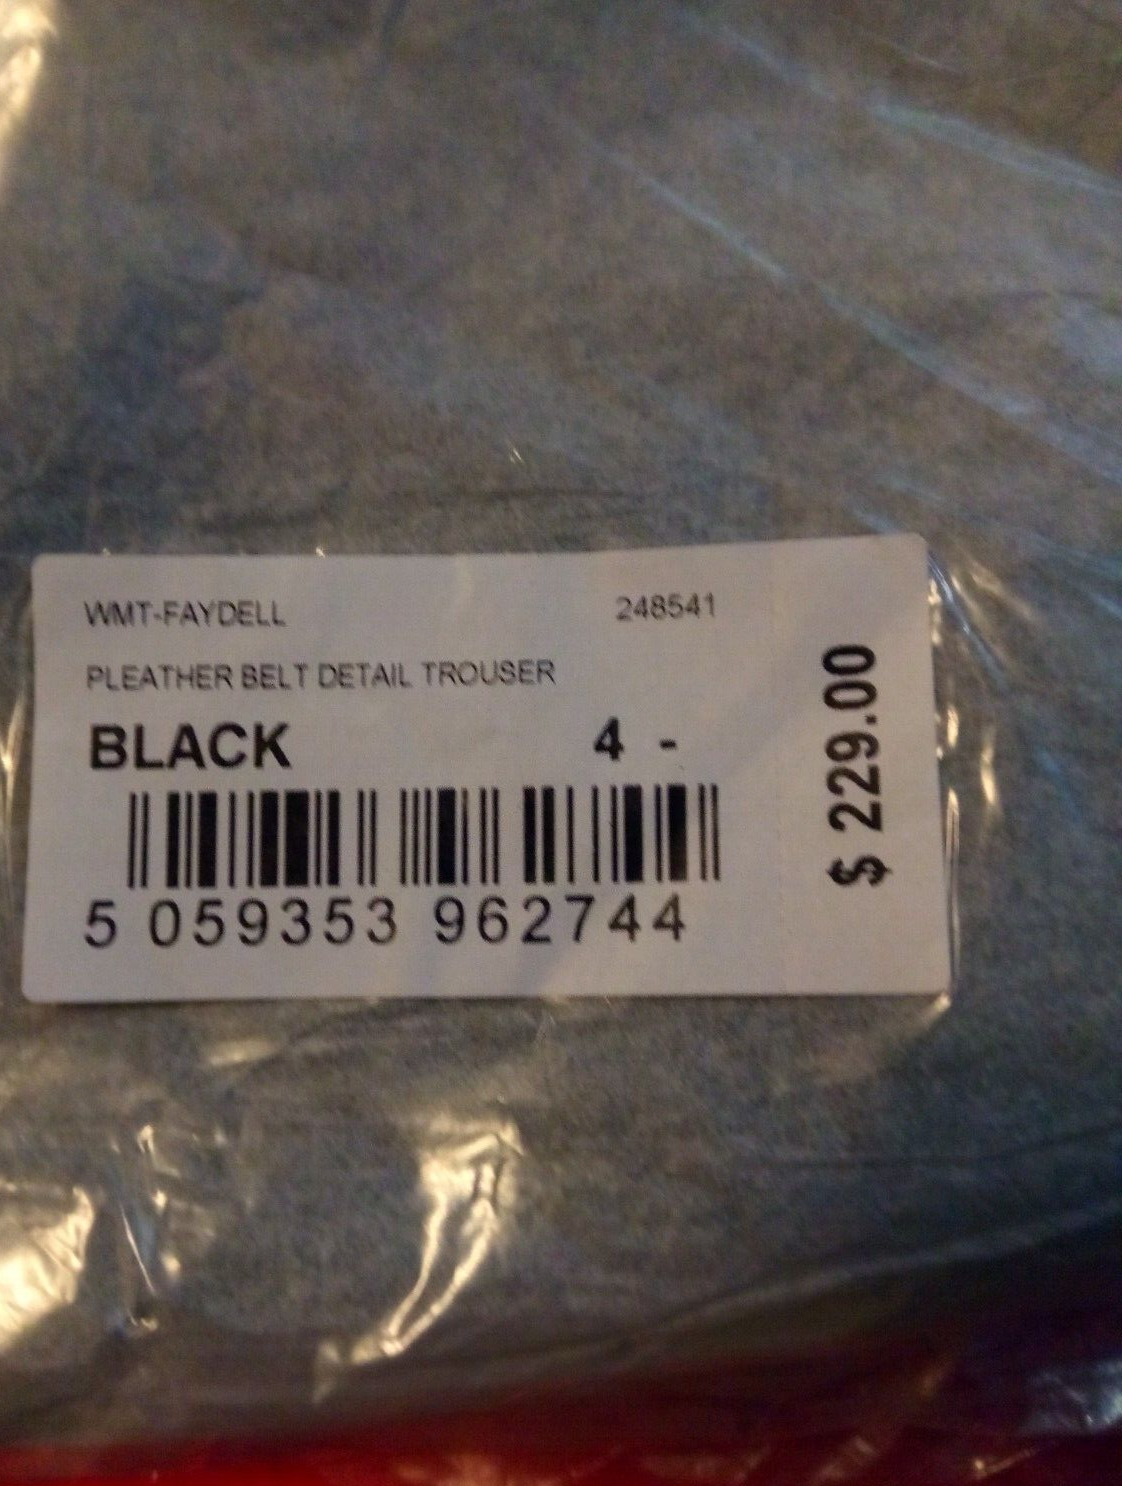 WMT-FAYDELL 248541
PLEATHER BELT DETAIL TROUSER
BLACK 4 -
5 059353 962744
$ 229.00